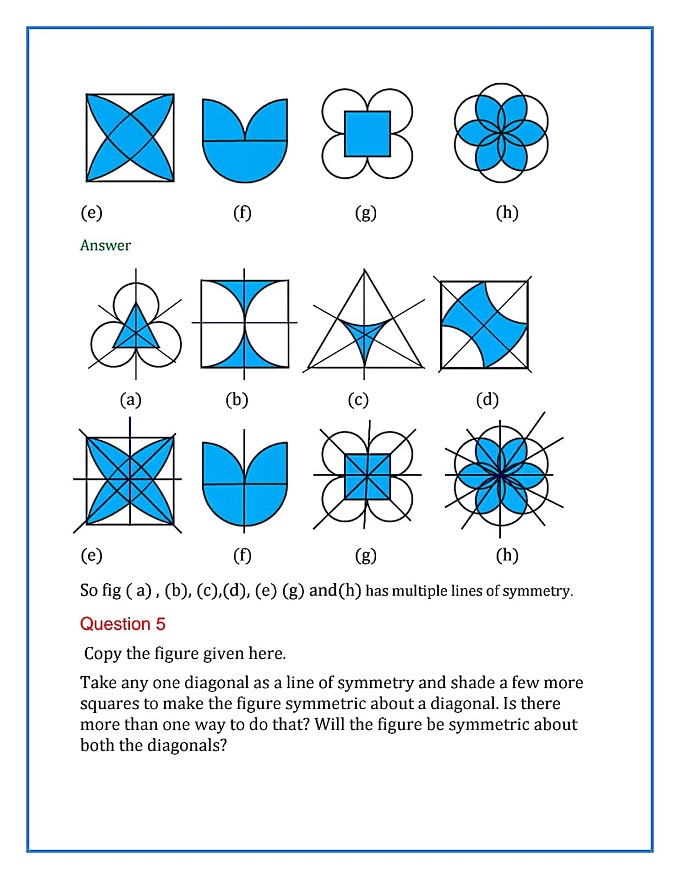 (e) (f) (g) (h)
Answer
(a) (b) (c) (d)
(e) (f) (g) (h)
So fig ( a) , (b), (c),(d), (e) (g) and(h) has multiple lines of symmetry.
Question 5
Copy the figure given here.
Take any one diagonal as a line of symmetry and shade a few more
squares to make the figure symmetric about a diagonal. Is there
more than one way to do that? Will the figure be symmetric about
both the diagonals?